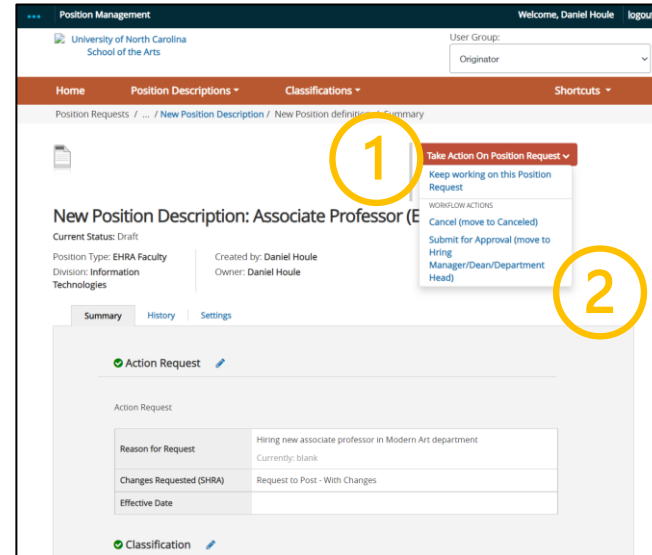 ... Position Management Welcome, Daniel Houle logout
University of North Carolina
School of the Arts
User Group:
Originator
Home Position Descriptions Classifications Shortcuts
Position Requests / ... / New Position Description / New Position definition: Summary
1
Take Action On Position Request
Keep working on this Position
Request
WORKFLOW ACTIONS
Cancel (move to Canceled)
Submit for Approval (move to
Hiring
Manager/Dean/Department
Head)
2
New Position Description: Associate Professor (E
Current Status: Draft
Position Type: EHRA Faculty
Division: Information
Technologies
Created by: Daniel Houle
Owner: Daniel Houle
Summary History Settings
Action Request
Action Request
Reason for Request Hiring new associate professor in Modern Art department
Currently: blank
Changes Requested (SHRA) Request to Post - With Changes
Effective Date
Classification